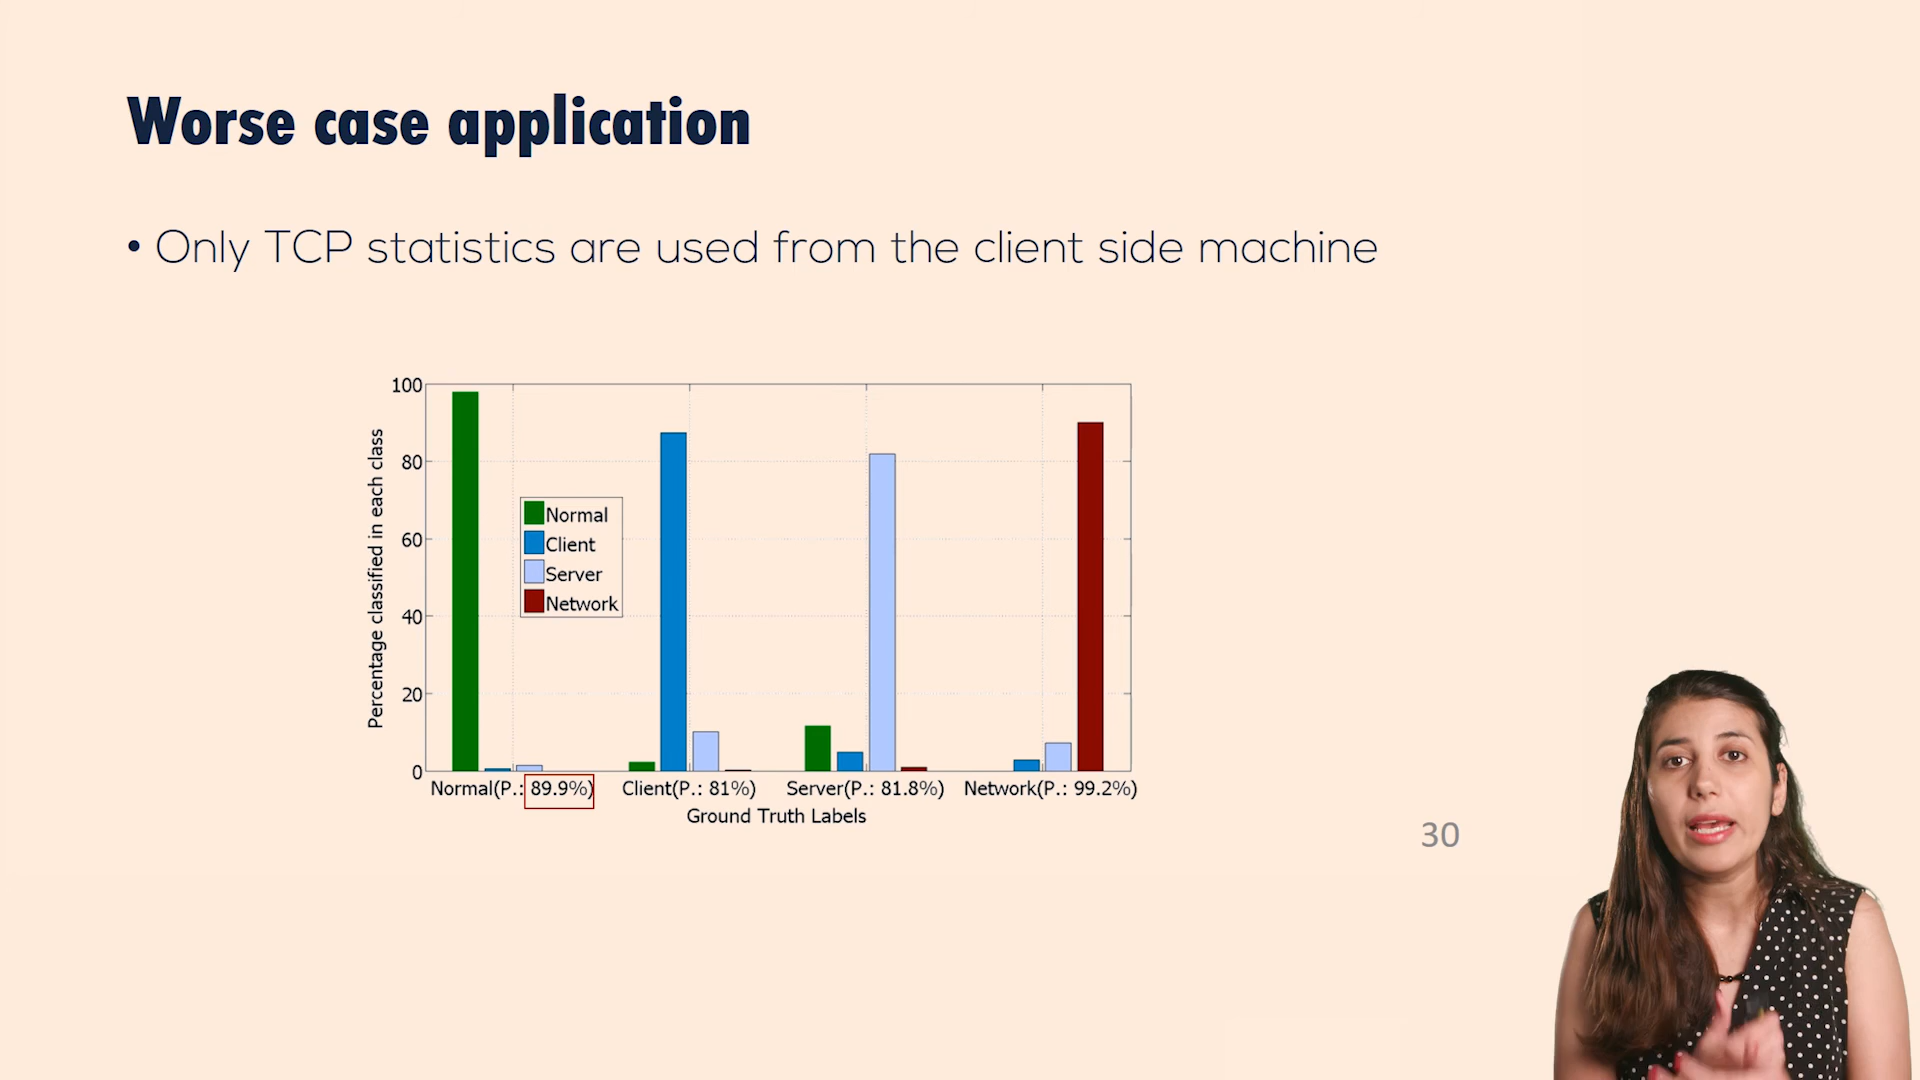 Worse case application
• Only TCP statistics are used from the client side machine
Percentage classified in each class
100
80
60
40
20
0
Normal
Client
Server
Network
Normal(P.: 89.9%)
Client(P.: 81%)
Server(P.: 81.8%)
Network(P.: 99.2%)
Ground Truth Labels
30